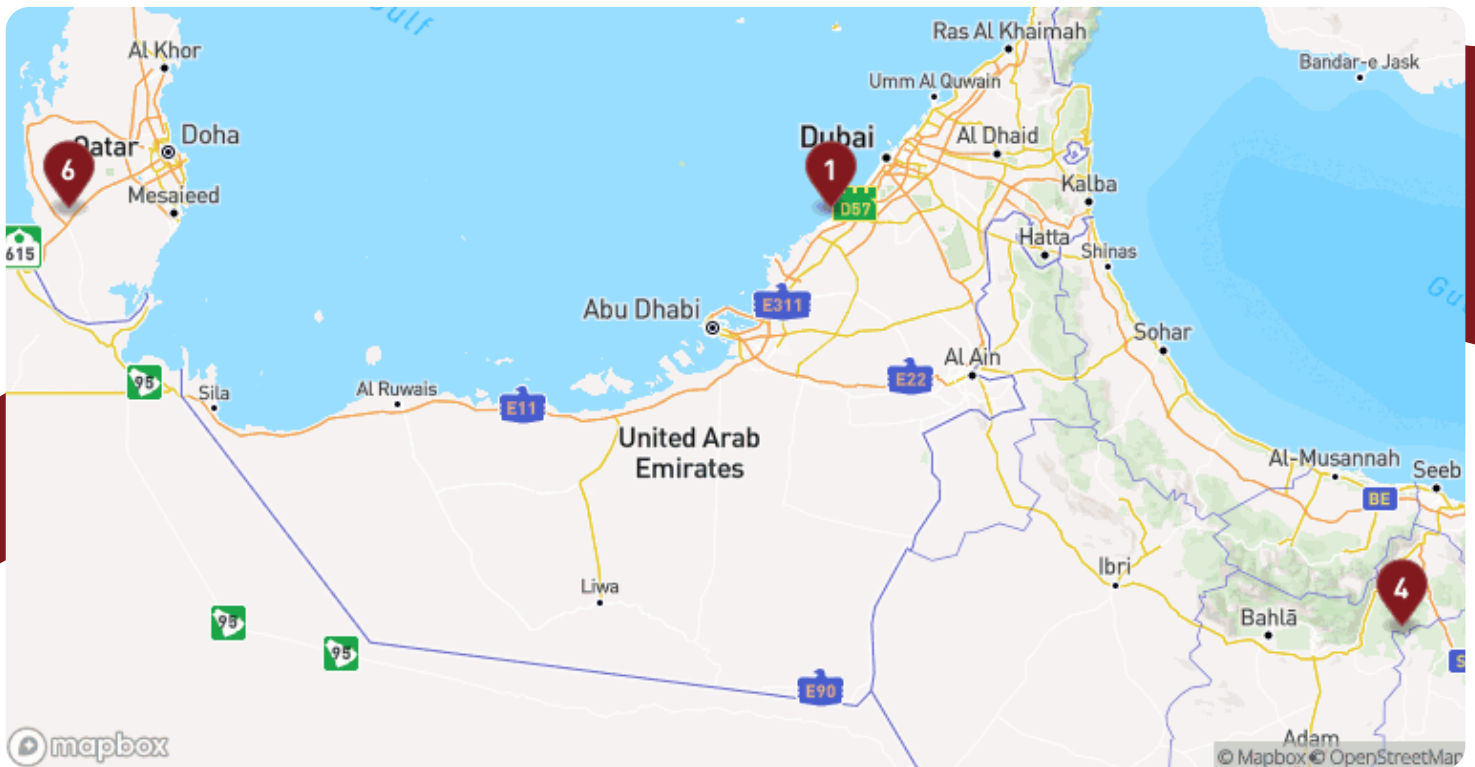 Gulf
Al Khor
Ras Al Khaimah
Bandar-e Jask
Umm Al Quwain
Qatar
Doha
Dubai
Al Dhaid
6
1
Mesaieed
Kalba
D57
615
Hatta
Shinas
Abu Dhabi
E311
Sohar
Al Ain
95
Sila
Al Ruwais
E22
E11
United Arab
Emirates
Al-Musannah
Seeb
BE
Ibri
Liwa
4
95
Bahlā
95
S
E90
Adam
mapbox
© Mapbox © OpenStreetMap